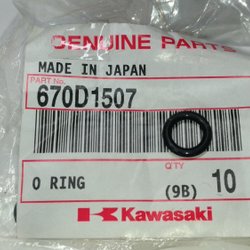 GENUINE PARTS
MADE IN JAPAN
PART No.
670D1507
O RING
Q'TY
(9B) 10
Kawasaki